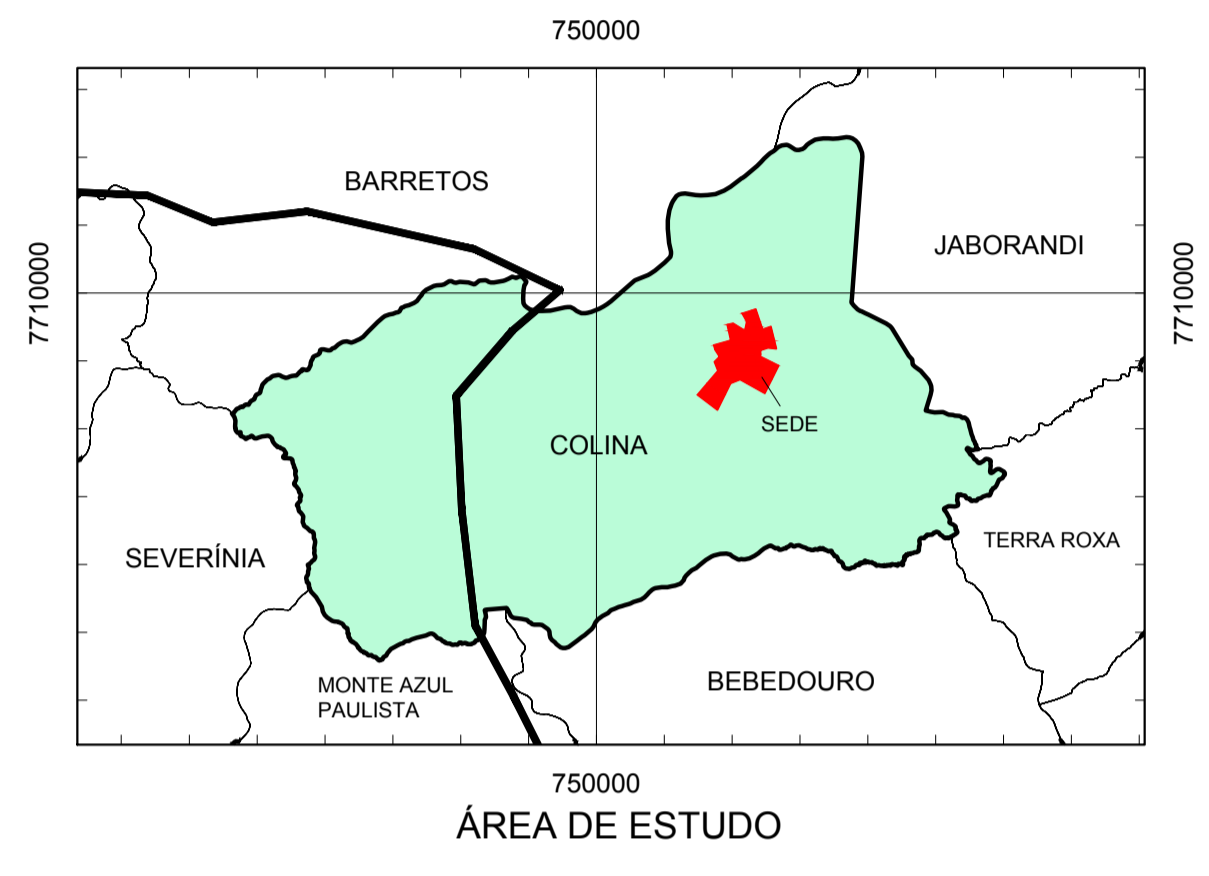 750000
BARRETOS
JABORANDI
7710000
7710000
SEDE
COLINA
TERRA ROXA
SEVERÍNIA
BEBEDOURO
MONTE AZUL
PAULISTA
750000
ÁREA DE ESTUDO